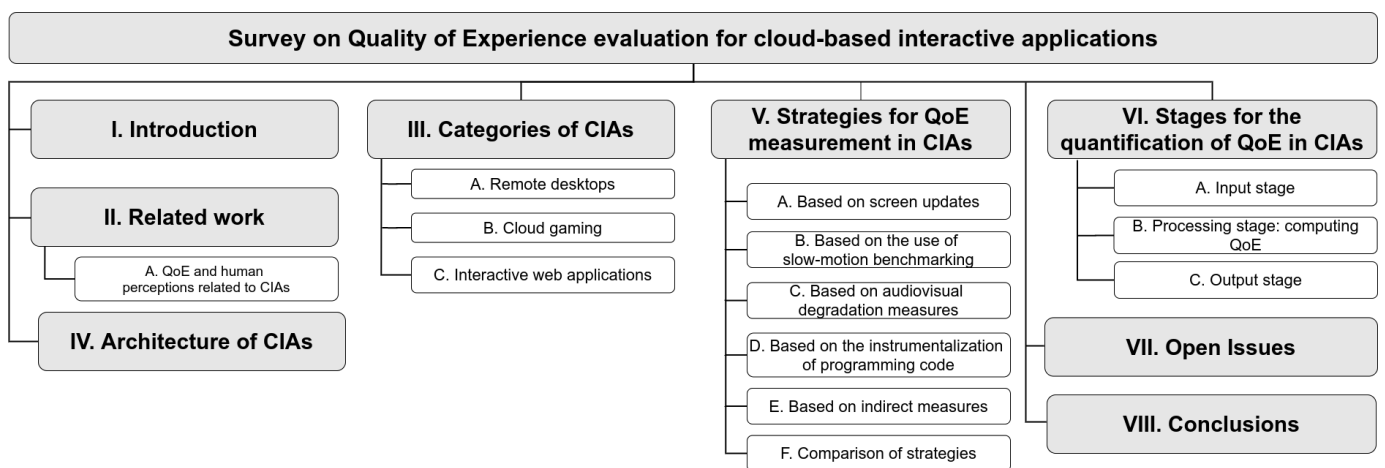 Survey on Quality of Experience evaluation for cloud-based interactive applications
I. Introduction
II. Related work
A. QoE and human
perceptions related to CIAs
IV. Architecture of CIAs
III. Categories of CIAs
A. Remote desktops
B. Cloud gaming
C. Interactive web applications
V. Strategies for QoE
measurement in CIAs
A. Based on screen updates
B. Based on the use of
slow-motion benchmarking
C. Based on audiovisual
degradation measures
D. Based on the instrumentalization
of programming code
E. Based on indirect measures
F. Comparison of strategies
VI. Stages for the
quantification of QoE in CIAs
A. Input stage
B. Processing stage: computing
QoE
C. Output stage
VII. Open Issues
VIII. Conclusions